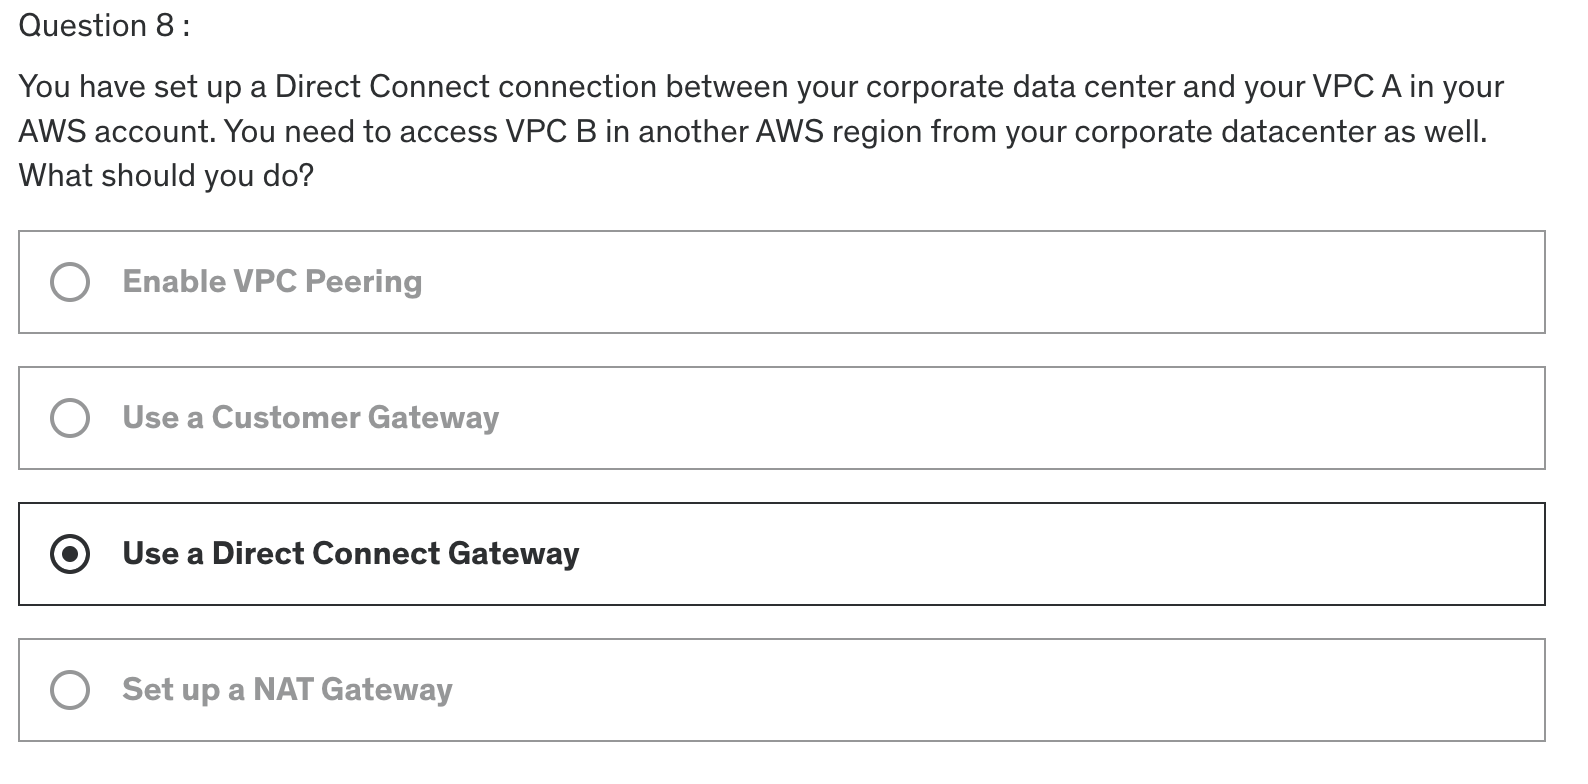 Question 8 :
You have set up a Direct Connect connection between your corporate data center and your VPC A in your
AWS account. You need to access VPC B in another AWS region from your corporate datacenter as well.
What should you do?
Enable VPC Peering
Use a Customer Gateway
Use a Direct Connect Gateway
Set up a NAT Gateway